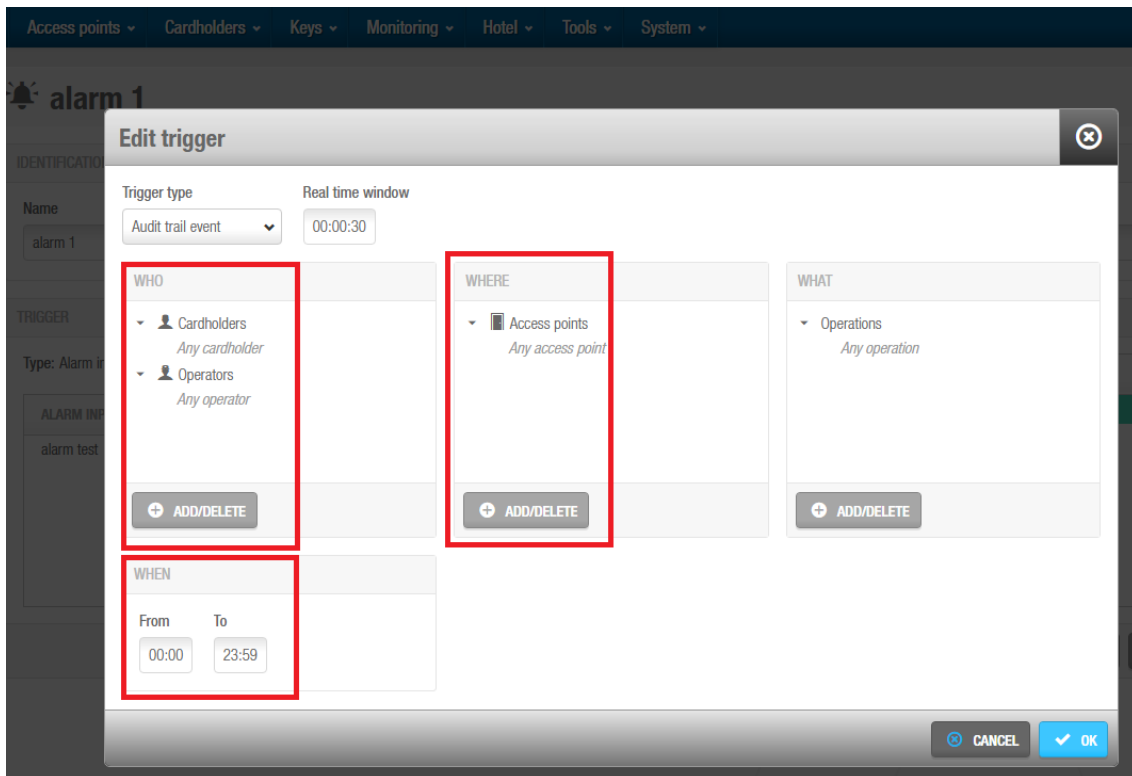 Access points Cardholders Keys Monitoring Hotel Tools System
alarm 1
Edit trigger
IDENTIFICATIO
Name
alarm 1
TRIGGER
Type: Alarm in
ALARM INP
alarm test
Trigger type Real time window
Audit trail event 00:00:30
WHO
Cardholders
Any cardholder
Operators
Any operator
ADD/DELETE
WHERE
Access points
Any access point
ADD/DELETE
WHAT
Operations
Any operation
ADD/DELETE
WHEN
From To
00:00 23:59
CANCEL OK